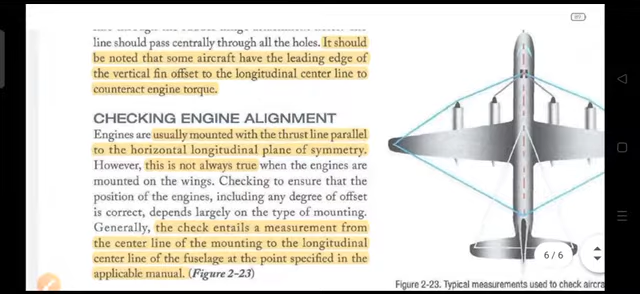 line should pass centrally through all the holes. It should
be noted that some aircraft have the leading edge of
the vertical fin offset to the longitudinal center line to
counteract engine torque.
CHECKING ENGINE ALIGNMENT
Engines are usually mounted with the thrust line parallel
to the horizontal longitudinal plane of symmetry.
However, this is not always true when the engines are
mounted on the wings. Checking to ensure that the
position of the engines, including any degree of offset
is correct, depends largely on the type of mounting.
Generally, the check entails a measurement from
the center line of the mounting to the longitudinal
center line of the fuselage at the point specified in the
applicable manual. (Figure 2-23)
6/6
Figure 2-23. Typical measurements used to check aircra